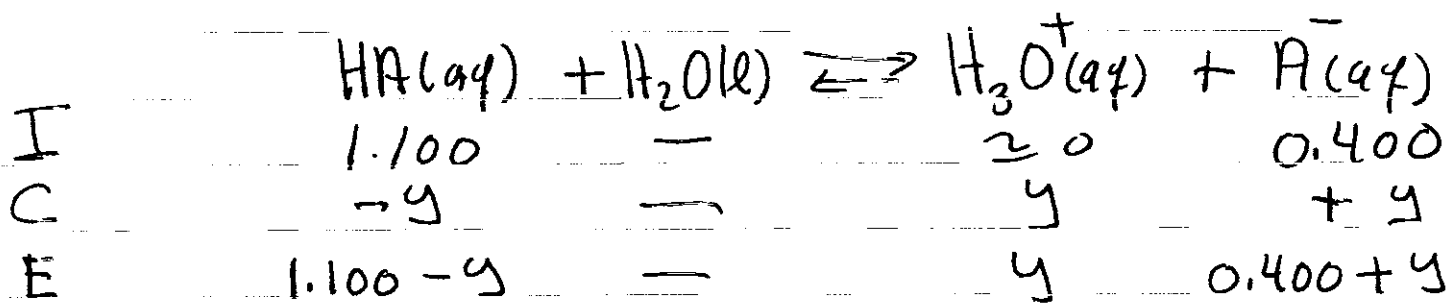 HA(aq) + H₂O(l) ⇌ H₃O⁺(aq) + A⁻(aq)
I 1.100 — ≃ 0 0.400
C -y — y + y
E 1.100 - y — y 0.400 + y